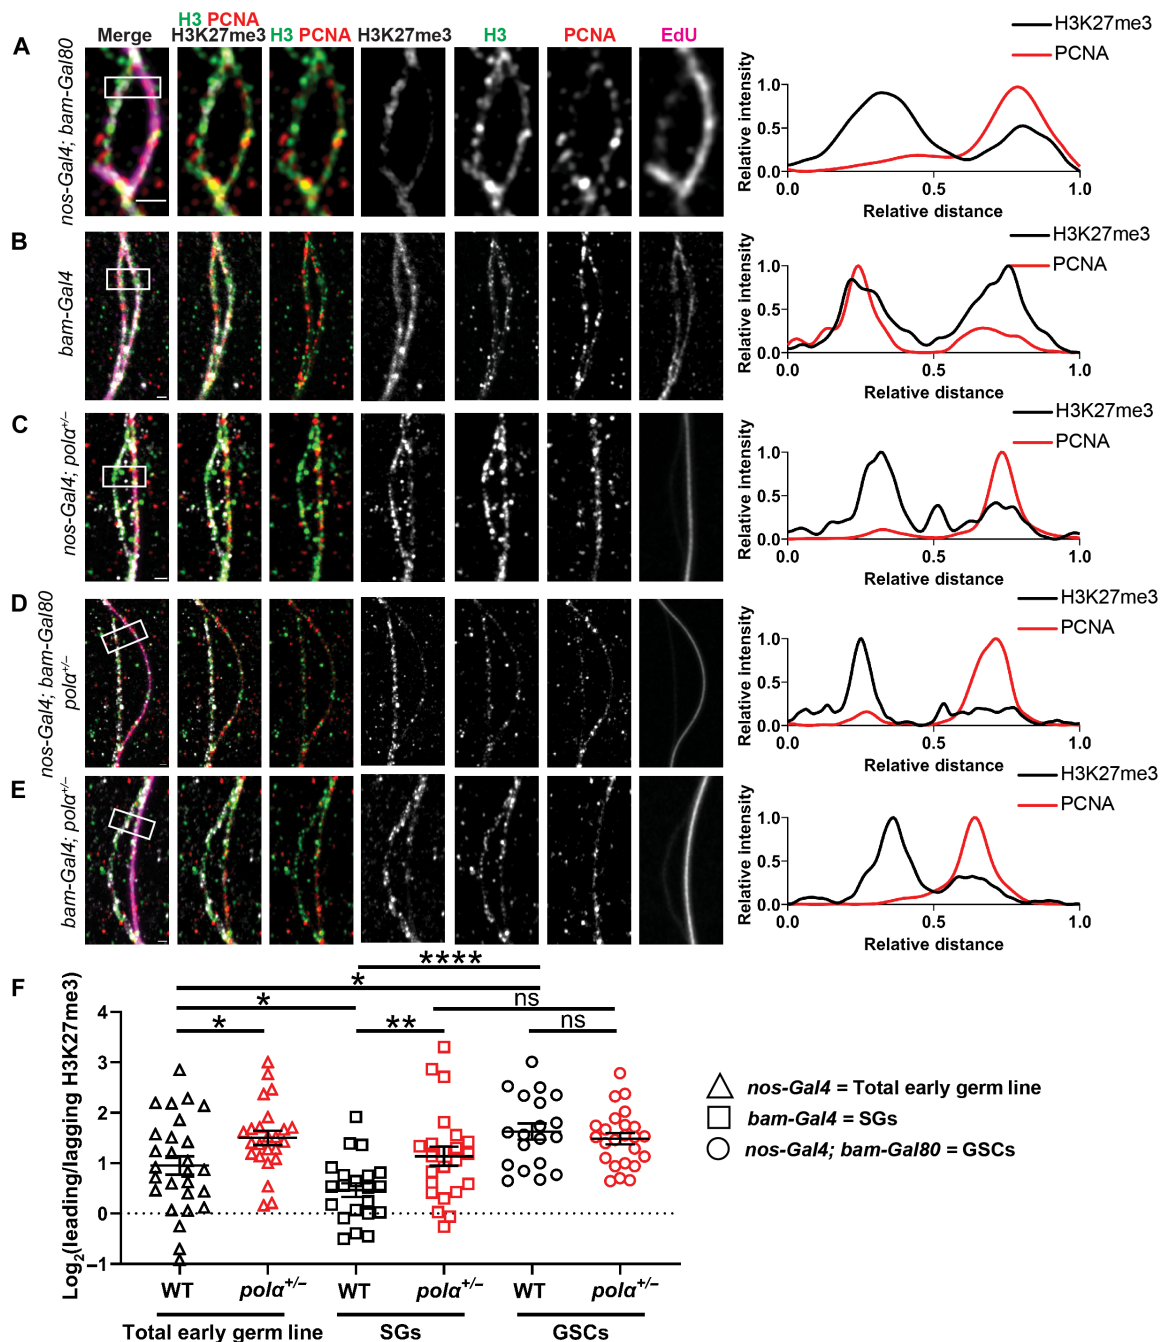 H3 PCNA
Merge H3K27me3 H3 PCNA H3K27me3 H3 PCNA EdU
A
nos-Gal4; bam-Gal80
H3K27me3
PCNA
Relative intensity
1.0
0.5
0.0
0.0 0.5 1.0
Relative distance
B
bam-Gal4
H3K27me3
PCNA
Relative intensity
1.0
0.5
0.0
0.0 0.5 1.0
Relative distance
C
nos-Gal4; polα+/–
H3K27me3
PCNA
Relative Intensity
1.0
0.5
0.0
0.0 0.5 1.0
Relative distance
D
nos-Gal4; bam-Gal80
polα+/–
H3K27me3
PCNA
Relative Intensity
1.0
0.5
0.0
0.0 0.5 1.0
Relative distance
E
bam-Gal4; polα+/–
H3K27me3
PCNA
Relative Intensity
1.0
0.5
0.0
0.0 0.5 1.0
Relative distance
F
Log2(leading/lagging H3K27me3)
4
3
2
1
0
–1
****
*
*
ns
*
**
ns
WT polα+/– WT polα+/– WT polα+/–
Total early germ line SGs GSCs
nos-Gal4 = Total early germ line
bam-Gal4 = SGs
nos-Gal4; bam-Gal80 = GSCs